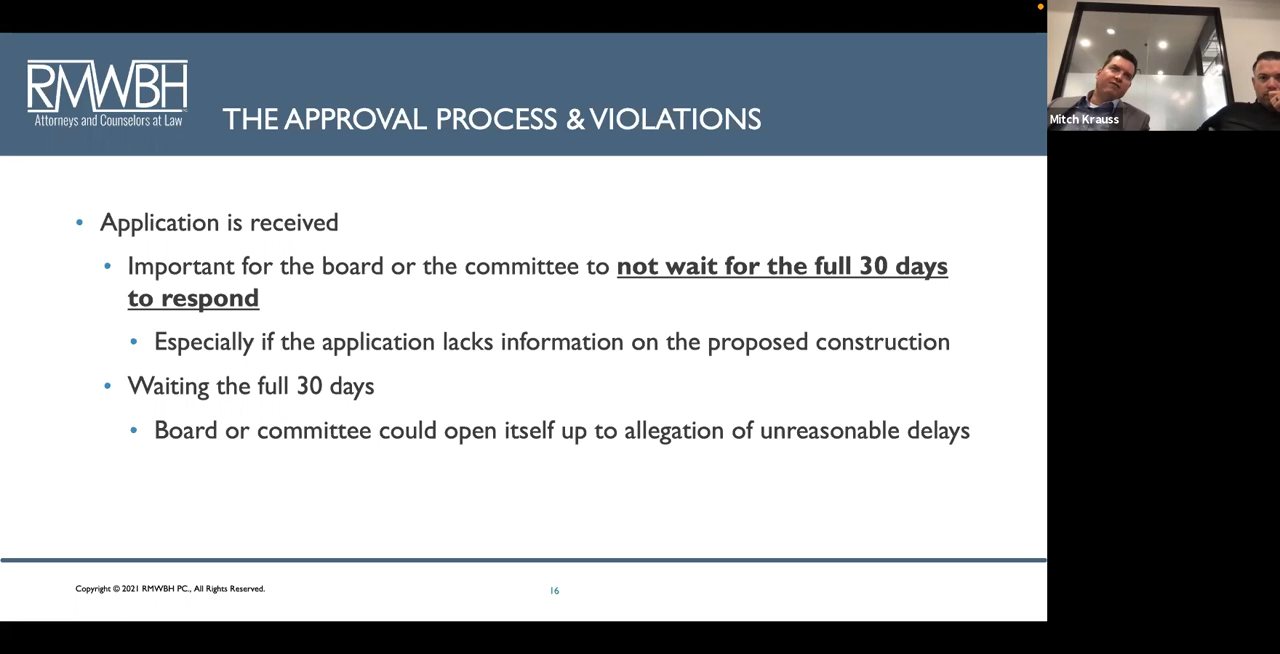 RMWBH
Attorneys and Counselors at Law
THE APPROVAL PROCESS & VIOLATIONS
Mitch Krauss
• Application is received
• Important for the board or the committee to not wait for the full 30 days
to respond
• Especially if the application lacks information on the proposed construction
• Waiting the full 30 days
• Board or committee could open itself up to allegation of unreasonable delays
Copyright © 2021 RMWBH PC., All Rights Reserved.
16